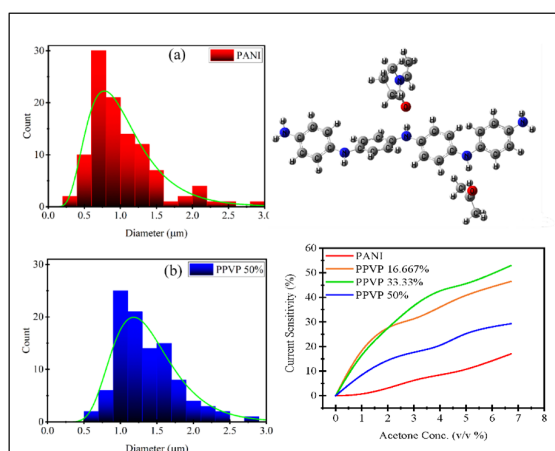 (a)
PANI
30
20
10
0
Count
0.0 0.5 1.0 1.5 2.0 2.5 3.0
Diameter (µm)
(b)
PPVP 50%
30
20
10
0
Count
0.0 0.5 1.0 1.5 2.0 2.5 3.0
Diameter (µm)
PANI
PPVP 16.667%
PPVP 33.33%
PPVP 50%
60
50
40
30
20
10
0
Current Sensitivity (%)
0 1 2 3 4 5 6 7 8
Acetone Conc. (v/v %)